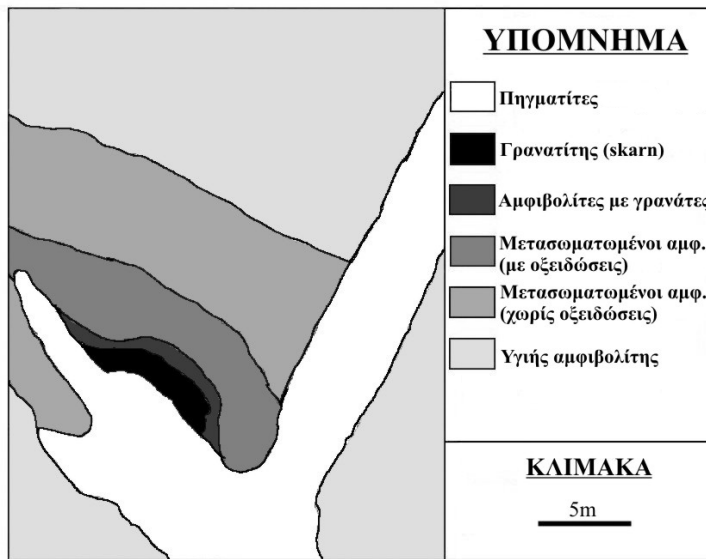 ΥΠΟΜΝΗΜΑ
Πηγματίτες
Γρανατίτης (skarn)
Αμφιβολίτες με γρανάτες
Μετασωματωμένοι αμφ.
(με οξειδώσεις)
Μετασωματωμένοι αμφ.
(χωρίς οξειδώσεις)
Υγιής αμφιβολίτης
ΚΛΙΜΑΚΑ
5m